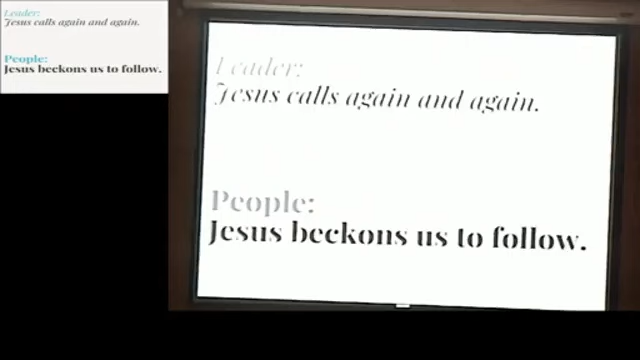 Leader:
Jesus calls again and again.
People:
Jesus beckons us to follow.
Leader:
Jesus calls again and again.
People:
Jesus beckons us to follow.